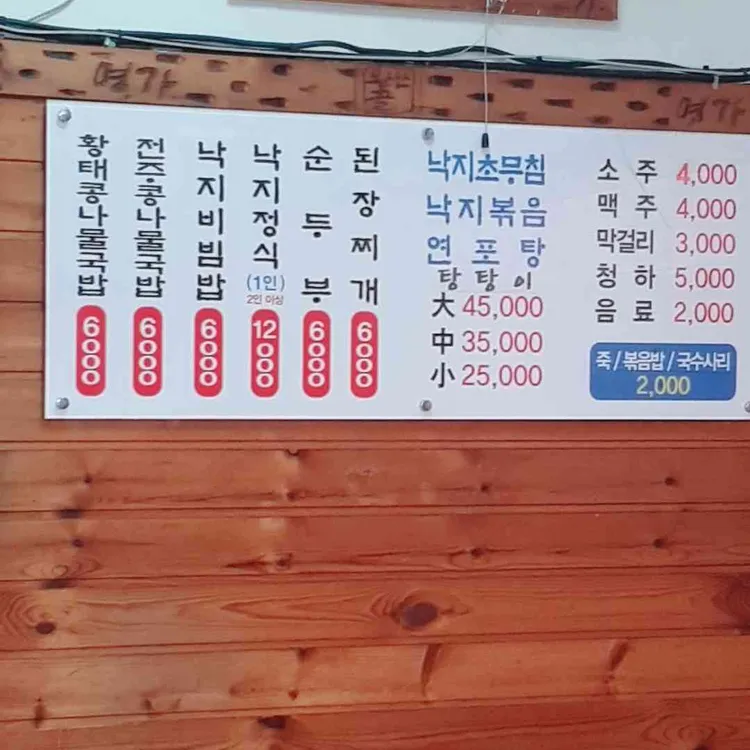 명가
명가
황태콩나물국밥
6000
전주콩나물국밥
6000
낙지비빔밥
6000
낙지정식
(1인)
2인 이상
12000
순두부
6000
된장찌개
6000
낙지초무침
낙지볶음
연포탕
탕탕이
大 45,000
中 35,000
小 25,000
소주 4,000
맥주 4,000
막걸리 3,000
청하 5,000
음료 2,000
죽/볶음밥/국수사리
2,000